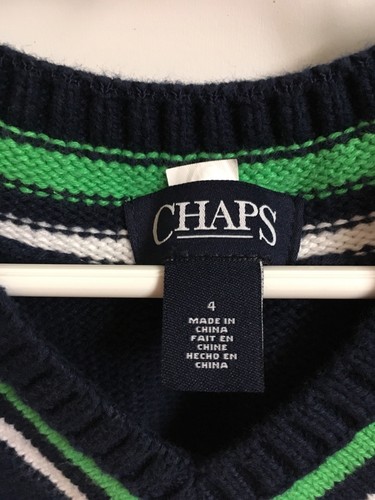 CHAPS
4
MADE IN
CHINA
FAIT EN
CHINE
HECHO EN
CHINA